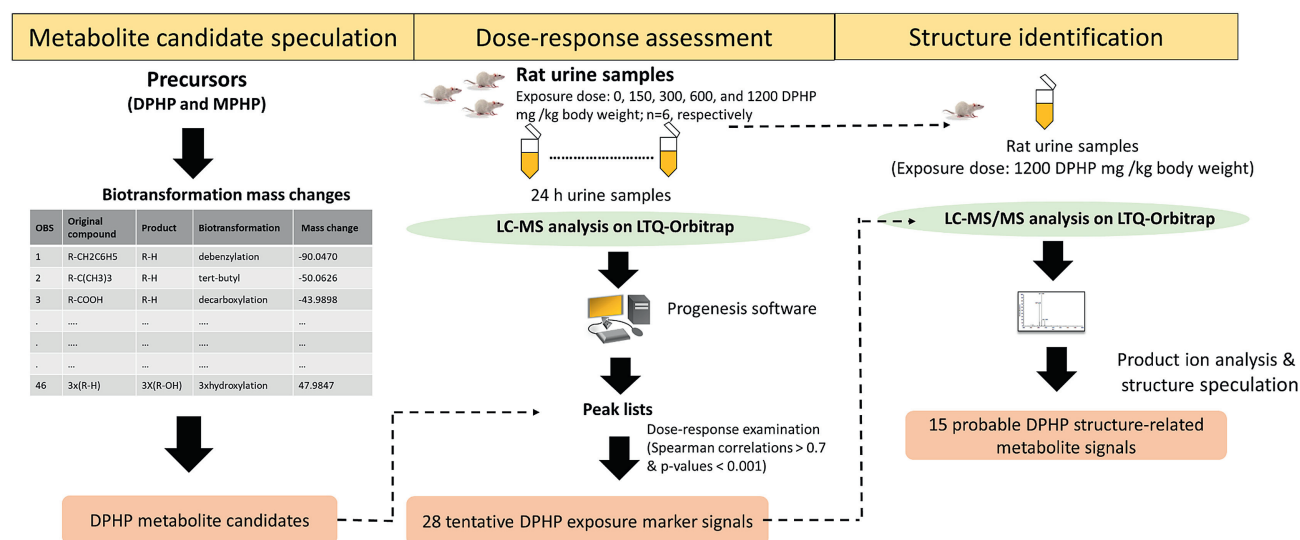 Metabolite candidate speculation
Precursors
(DPHP and MPHP)
Biotransformation mass changes
OBS Original compound Product Biotransformation Mass change
1 R-CH2C6H5 R-H debenzylation -90.0470
2 R-C(CH3)3 R-H tert-butyl -50.0626
3 R-COOH R-H decarboxylation -43.9898
. .... ... .... ...
. .... ... .... ...
. ... ... .... ...
46 3x(R-H) 3X(R-OH) 3xhydroxylation 47.9847
DPHP metabolite candidates
Dose-response assessment
Rat urine samples
Exposure dose: 0, 150, 300, 600, and 1200 DPHP
mg /kg body weight; n=6, respectively
24 h urine samples
LC-MS analysis on LTQ-Orbitrap
Progenesis software
Peak lists
Dose-response examination
(Spearman correlations > 0.7
& p-values < 0.001)
28 tentative DPHP exposure marker signals
Structure identification
Rat urine samples
(Exposure dose: 1200 DPHP mg /kg body weight)
LC-MS/MS analysis on LTQ-Orbitrap
Product ion analysis &
structure speculation
15 probable DPHP structure-related
metabolite signals